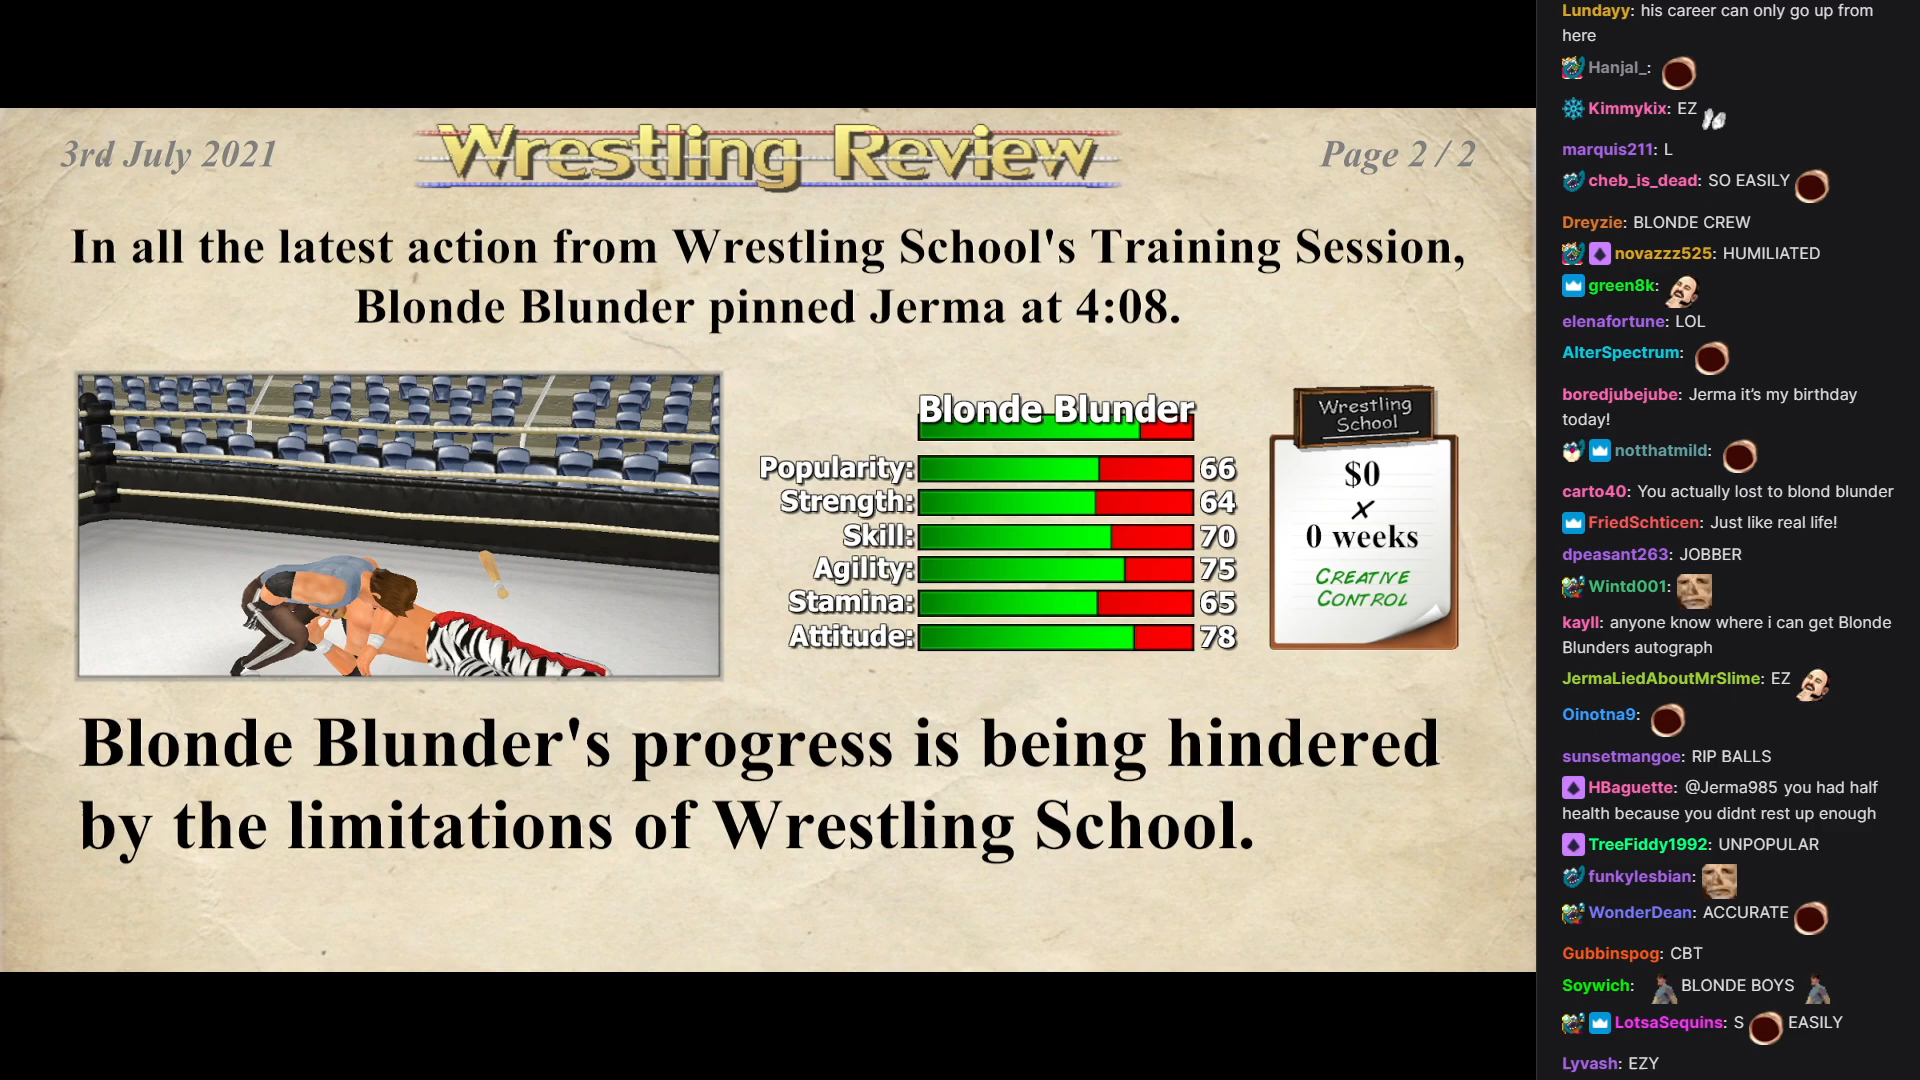 3rd July 2021
Wrestling Review
Page 2 / 2
In all the latest action from Wrestling School's Training Session,
Blonde Blunder pinned Jerma at 4:08.
Blonde Blunder
Popularity: 66
Strength: 64
Skill: 70
Agility: 75
Stamina: 65
Attitude: 78
Wrestling
School
$0
x
0 weeks
CREATIVE
CONTROL
Blonde Blunder's progress is being hindered
by the limitations of Wrestling School.
Lundayy: his career can only go up from
here
Hanjal_:
Kimmykix: EZ
marquis211: L
cheb_is_dead: SO EASILY
Dreyzie: BLONDE CREW
novazzz525: HUMILIATED
green8k:
elenafortune: LOL
AlterSpectrum:
boredjubejube: Jerma it's my birthday
today!
notthatmild:
carto40: You actually lost to blond blunder
FriedSchticen: Just like real life!
dpeasant263: JOBBER
Wintd001:
kayll: anyone know where i can get Blonde
Blunders autograph
JermaLiedAboutMrSlime: EZ
Oinotna9:
sunsetmangoe: RIP BALLS
HBaguette: @Jerma985 you had half
health because you didnt rest up enough
TreeFiddy1992: UNPOPULAR
funkylesbian:
WonderDean: ACCURATE
Gubbinspog: CBT
Soywich: BLONDE BOYS
LotsaSequins: S EASILY
Lyvash: EZY